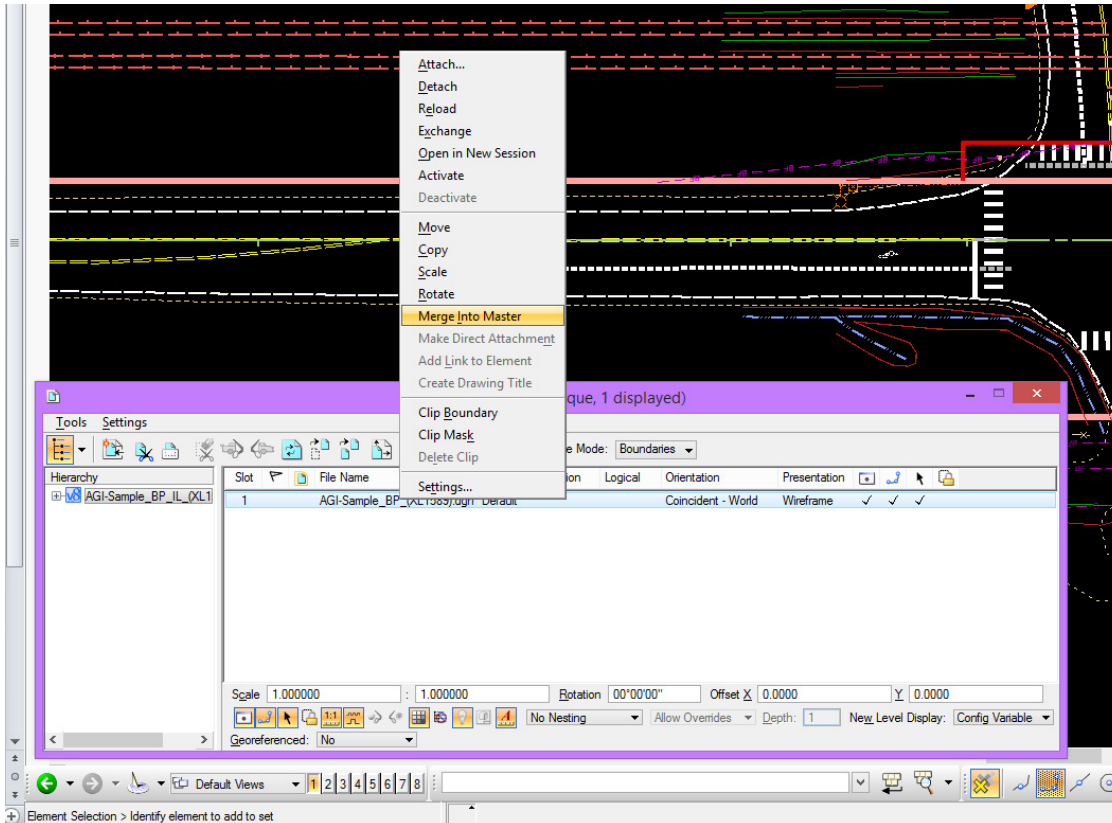 Attach...
Detach
Reload
Exchange
Open in New Session
Activate
Deactivate
Move
Copy
Scale
Rotate
Merge Into Master
Make Direct Attachment
Add Link to Element
Create Drawing Title
Clip Boundary
Clip Mask
Delete Clip
Settings...
que, 1 displayed)
Tools Settings
e Mode: Boundaries
Hierarchy
AGI-Sample_BP_IL_(XL1
Slot File Name ion Logical Orientation Presentation
1 AGI-Sample_BP_(XL1589).dgn Default Coincident - World Wireframe
Scale 1.000000 : 1.000000 Rotation 00°00'00" Offset X 0.0000 Y 0.0000
1:1 A No Nesting Allow Overrides Depth: 1 New Level Display: Config Variable
Georeferenced: No
Default Views 1 2 3 4 5 6 7 8
Element Selection > Identify element to add to set